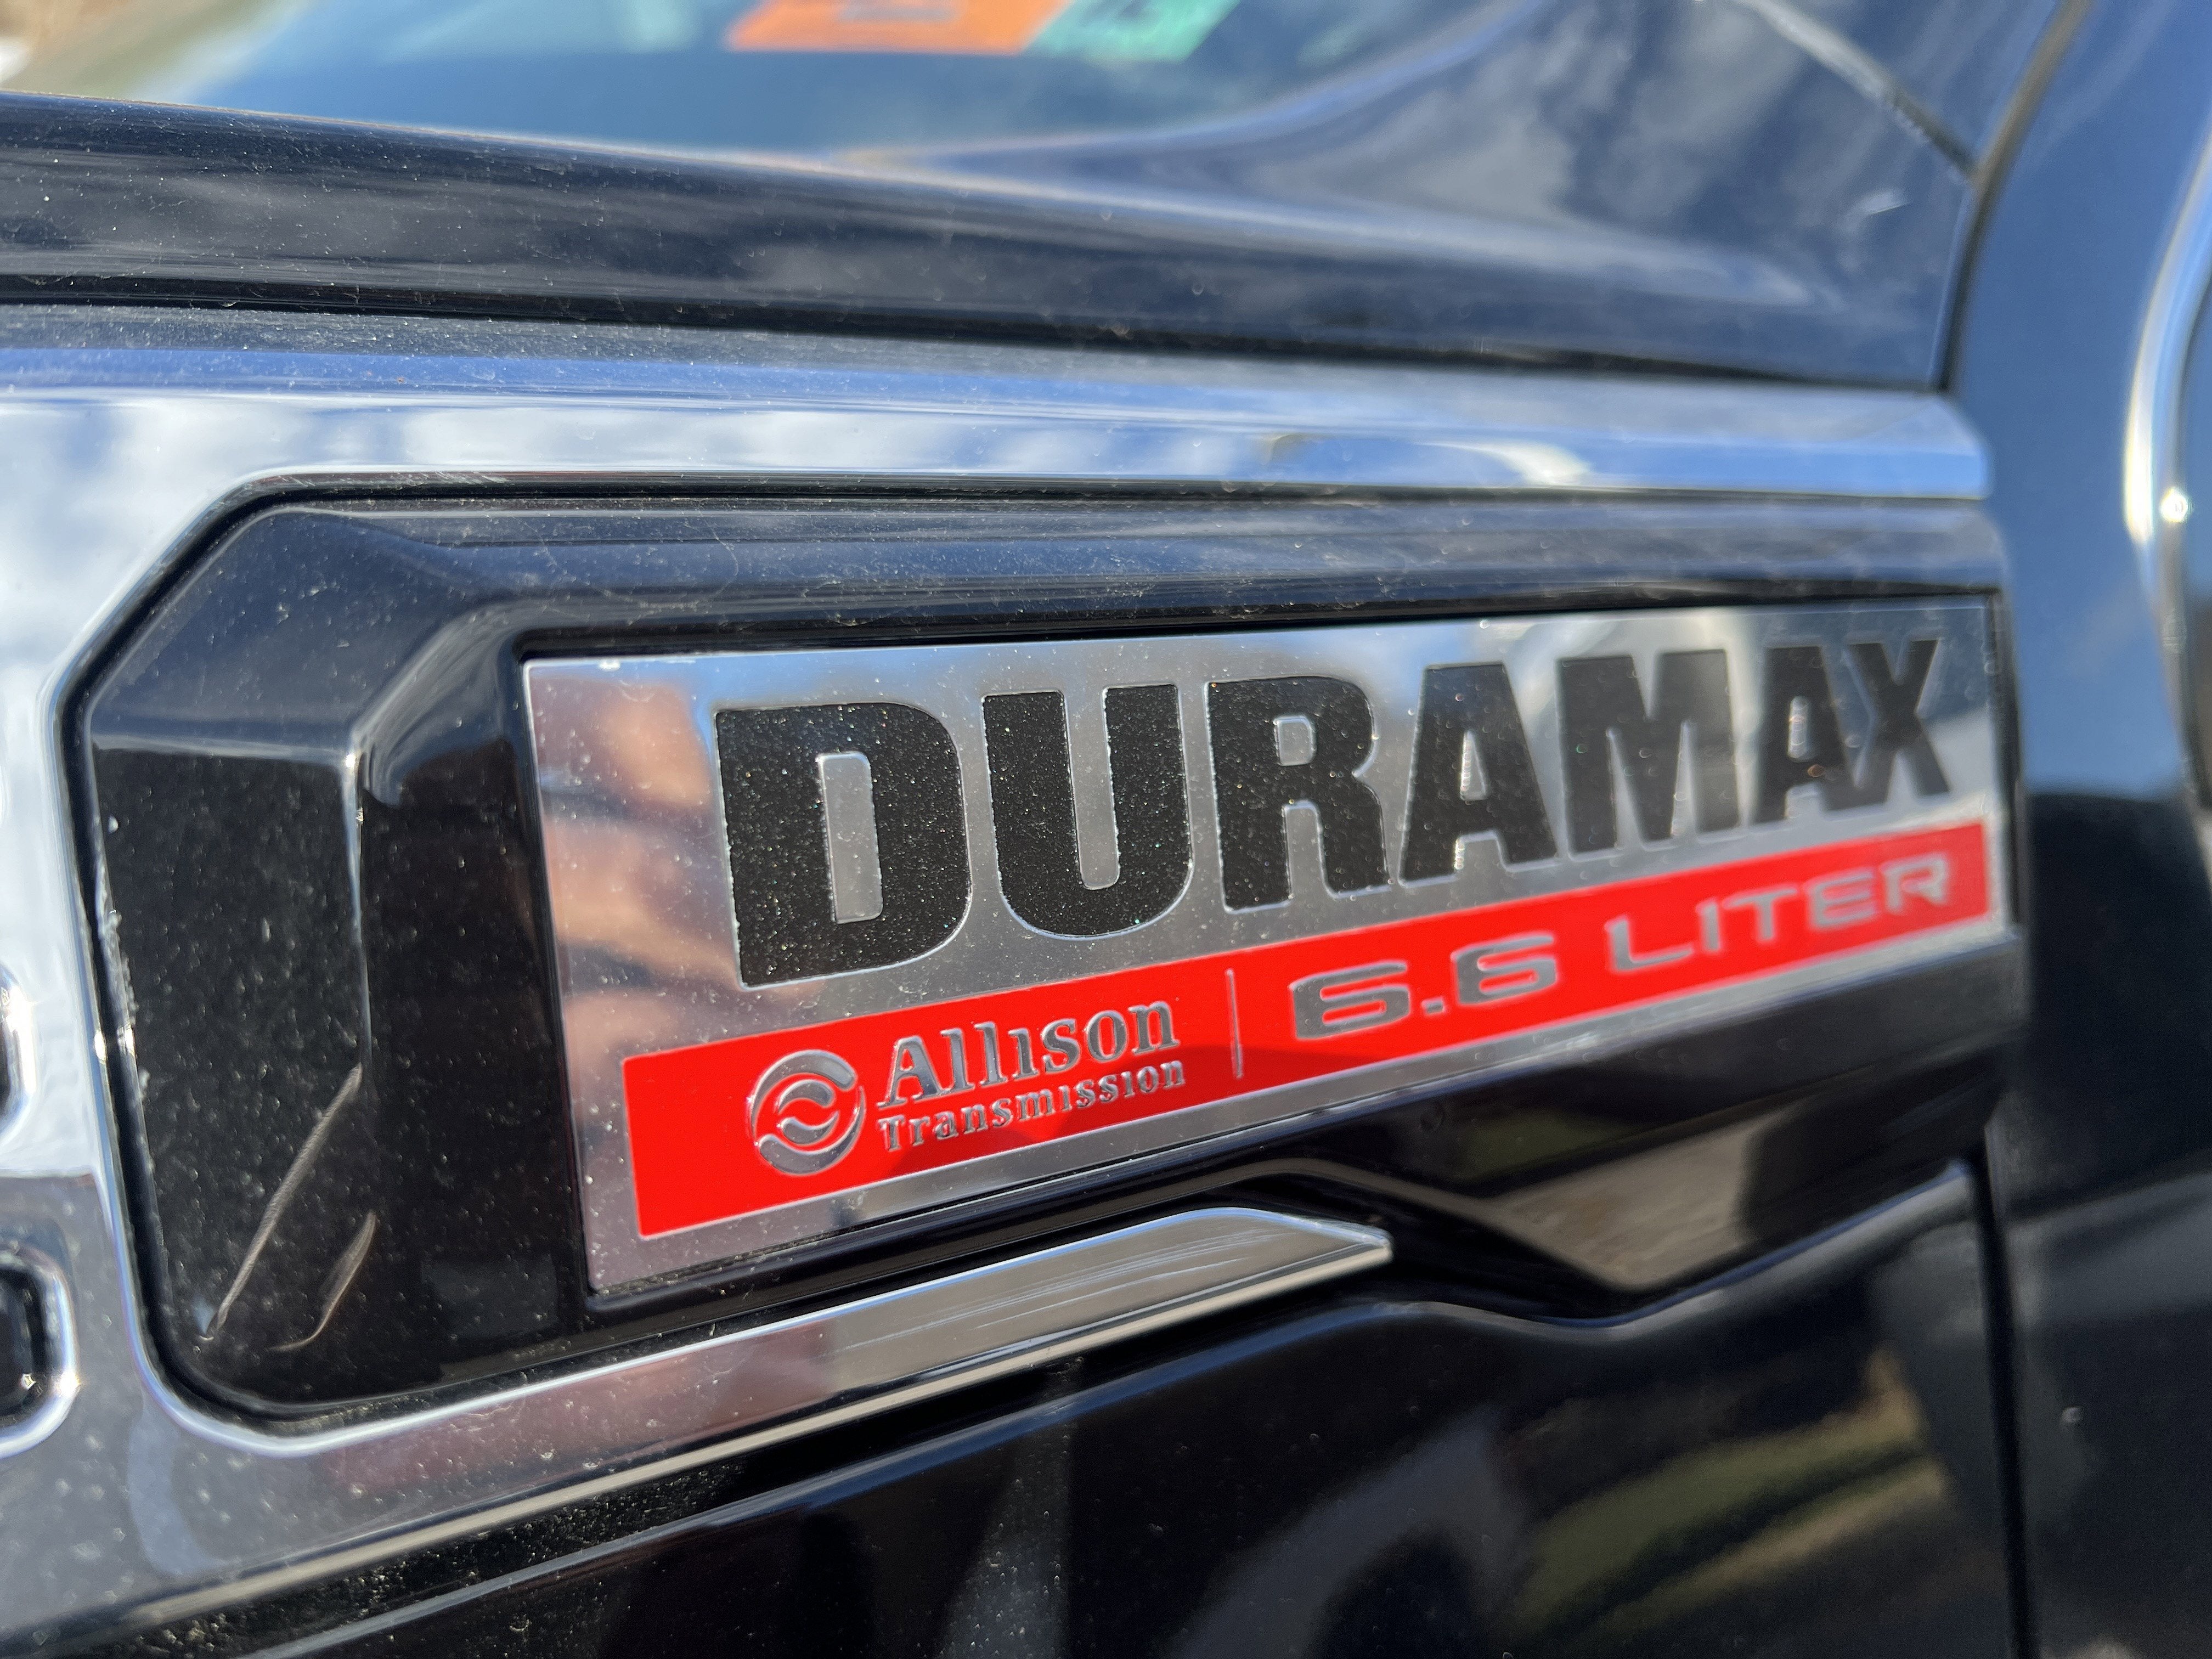 DURAMAX
Allison
Transmission
6.6 LITER